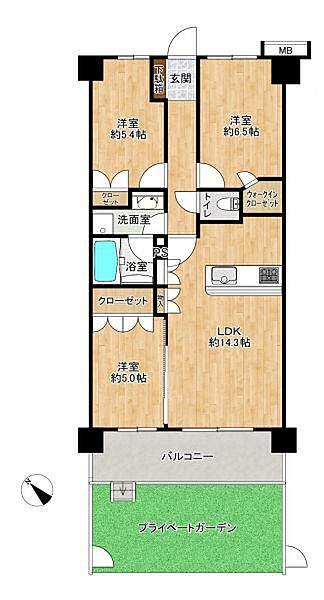 MB
下駄箱
玄関
洋室
約5.4帖
洋室
約6.5帖
クローゼット
トイレ
ウォークイン
クローゼット
洗面室
浴室
PS
クローゼット
物入
LDK
約14.3帖
洋室
約5.0帖
バルコニー
プライベートガーデン
N